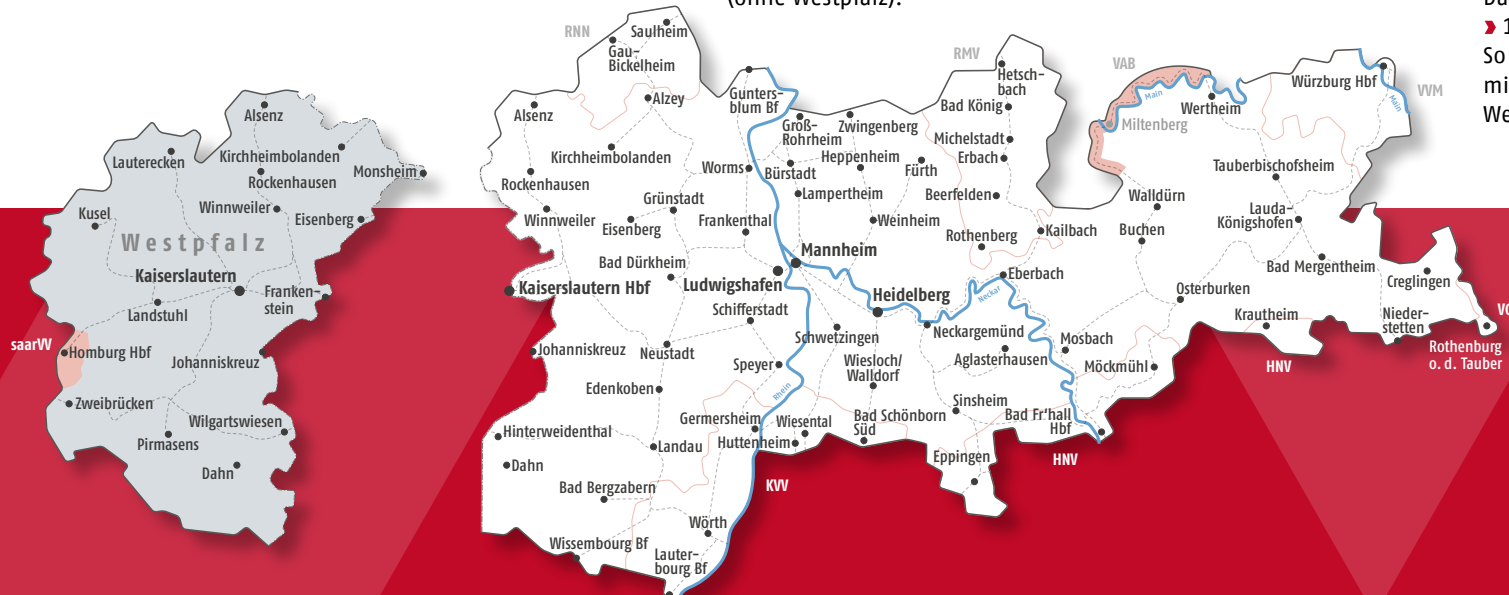 (ohne Westpfalz).
1
So
mi
We
Alsenz
Lauterecken
Kirchheimbolanden
Rockenhausen
Monsheim
Kusel
Winnweiler
Eisenberg
Westpfalz
Kaiserslautern
Franken-
stein
Landstuhl
saarVV
Homburg Hbf
Johanniskreuz
Zweibrücken
Wilgartswiesen
Pirmasens
Dahn
RNN
Saulheim
Gau-
Bickelheim
Alzey
Alsenz
Kirchheimbolanden
Rockenhausen
Grünstadt
Winnweiler
Eisenberg
Frankenthal
Worms
Gunters-
blum Bf
Bad Dürkheim
Kaiserslautern Hbf
Ludwigshafen
Mannheim
Schifferstadt
Johanniskreuz
Neustadt
Speyer
Edenkoben
Rhein
Germersheim
Hinterweidenthal
Landau
Dahn
Bad Bergzabern
Wörth
Wissembourg Bf
Lauter-
bourg Bf
KVV
RMV
Hetsch-
bach
Bad König
Groß-
Rohrheim
Zwingenberg
Michelstadt
Heppenheim
Erbach
Bürstadt
Fürth
Lampertheim
Beerfelden
Weinheim
Rothenberg
Kailbach
Eberbach
Neckar
Heidelberg
Schwetzingen
Neckargemünd
Wiesloch/
Walldorf
Aglasterhausen
Mosbach
Möckmühl
Sinsheim
Wiesental
Bad Schönborn
Süd
Bad Fr'hall
Hbf
Huttenheim
Eppingen
HNV
VAB
Main
Wertheim
Miltenberg
Würzburg Hbf
Main
VVM
Tauberbischofsheim
Walldürn
Lauda-
Königshofen
Buchen
Bad Mergentheim
Creglingen
Osterburken
Krautheim
Nieder-
stetten
HNV
Rothenburg
o. d. Tauber